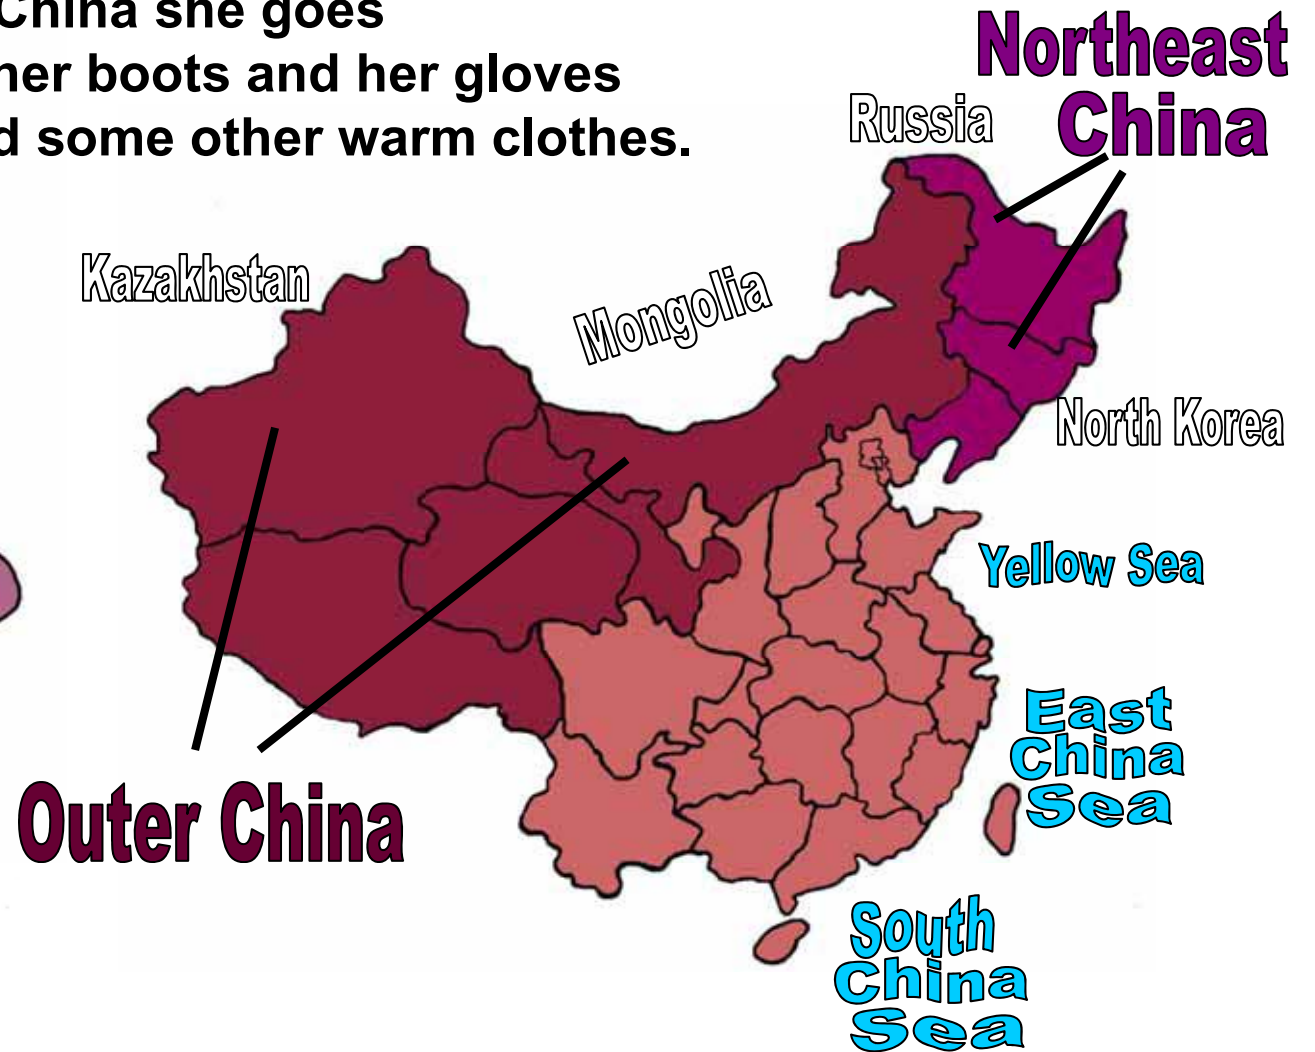 China she goes
her boots and her gloves
d some other warm clothes.
Northeast
China
Russia
Kazakhstan
Mongolia
North Korea
Yellow Sea
East
China
Sea
Outer China
South
China
Sea